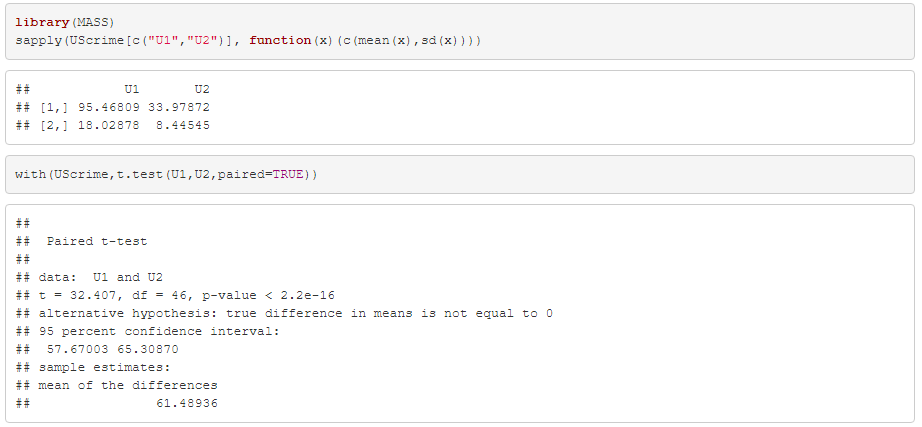 library(MASS)
sapply(UScrime[c("U1","U2")], function(x)(c(mean(x),sd(x))))
##            U1       U2
## [1,] 95.46809 33.97872
## [2,] 18.02878  8.44545
with(UScrime,t.test(U1,U2,paired=TRUE))
##
##  Paired t-test
##
## data:  U1 and U2
## t = 32.407, df = 46, p-value < 2.2e-16
## alternative hypothesis: true difference in means is not equal to 0
## 95 percent confidence interval:
##  57.67003 65.30870
## sample estimates:
## mean of the differences
##                61.48936